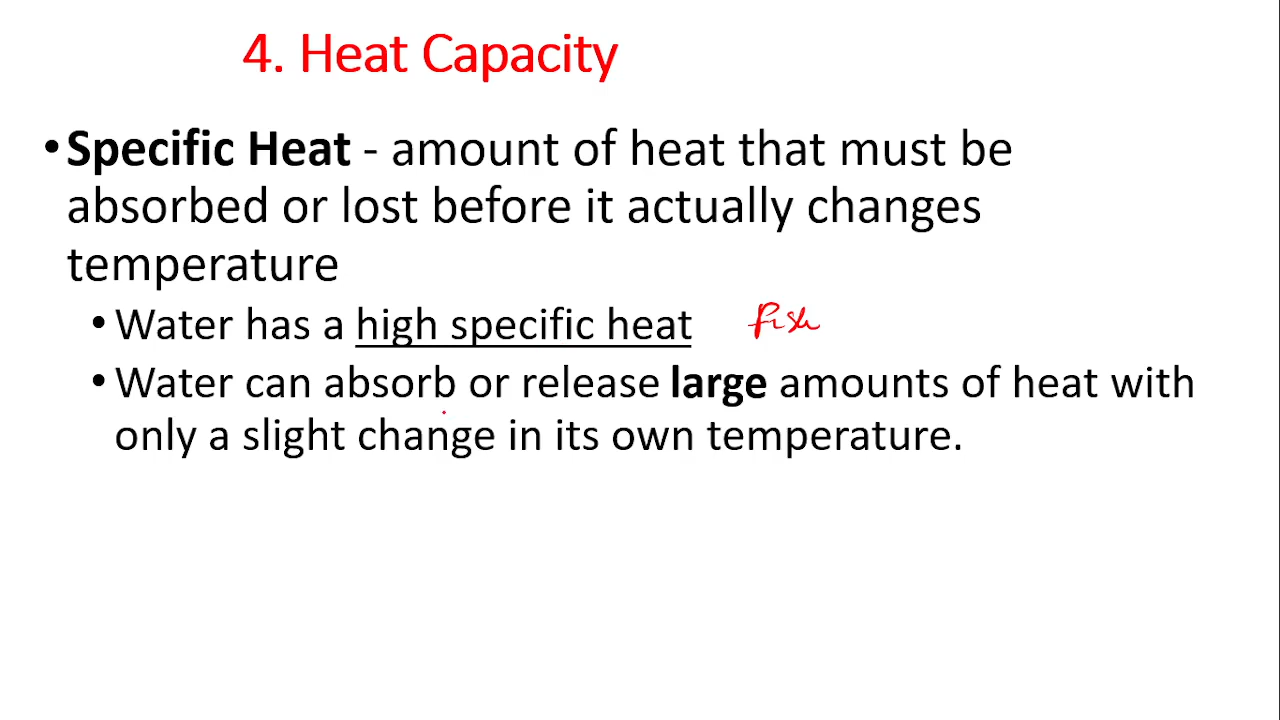 4. Heat Capacity
•Specific Heat - amount of heat that must be
absorbed or lost before it actually changes
temperature
•Water has a high specific heat fish
•Water can absorb or release large amounts of heat with
only a slight change in its own temperature.